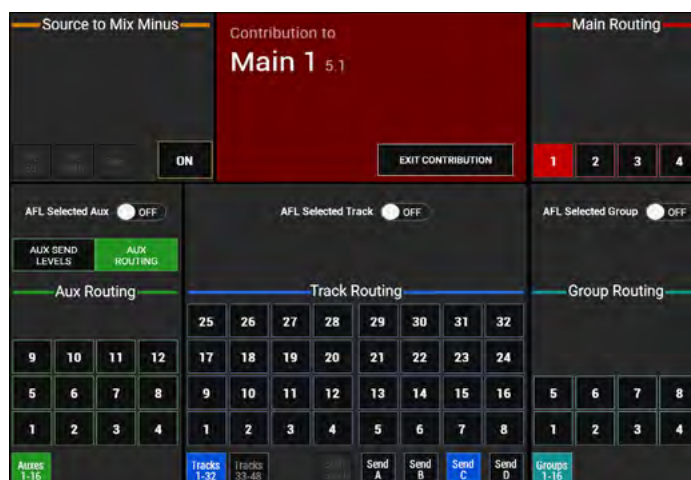 Source to Mix Minus
ON
Contribution to
Main 1 5.1
EXIT CONTRIBUTION
Main Routing
1 2 3 4
AFL Selected Aux OFF
AUX SEND LEVELS
AUX ROUTING
Aux Routing
9 10 11 12
5 6 7 8
1 2 3 4
Auxes
1-16
AFL Selected Track OFF
Track Routing
25 26 27 28 29 30 31 32
17 18 19 20 21 22 23 24
9 10 11 12 13 14 15 16
1 2 3 4 5 6 7 8
Tracks
1-32
Tracks
33-48
Send
A
Send
B
Send
C
Send
D
AFL Selected Group OFF
Group Routing
5 6 7 8
1 2 3 4
Groups
1-16